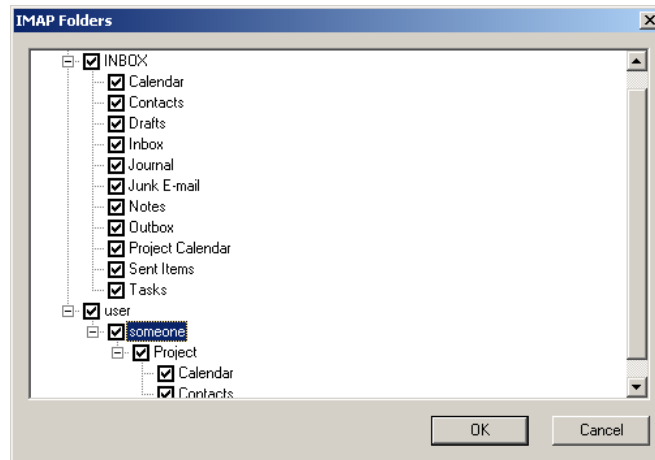 IMAP Folders
INBOX
Calendar
Contacts
Drafts
Inbox
Journal
Junk E-mail
Notes
Outbox
Project Calendar
Sent Items
Tasks
user
someone
Project
Calendar
Contacts
OK Cancel